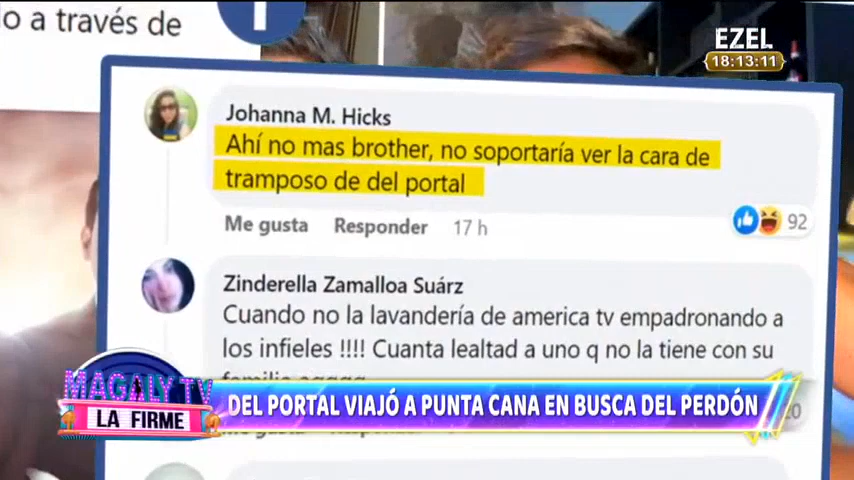 o a través de
EZEL
18:13:11
Johanna M. Hicks
Ahí no mas brother, no soportaría ver la cara de
tramposo de del portal
Me gusta Responder 17 h
92
Zinderella Zamalloa Suárz
Cuando no la lavandería de america tv empadronando a
los infieles !!!! Cuanta lealtad a uno q no la tiene con su
MAGALY TV
LA FIRME
DEL PORTAL VIAJÓ A PUNTA CANA EN BUSCA DEL PERDÓN